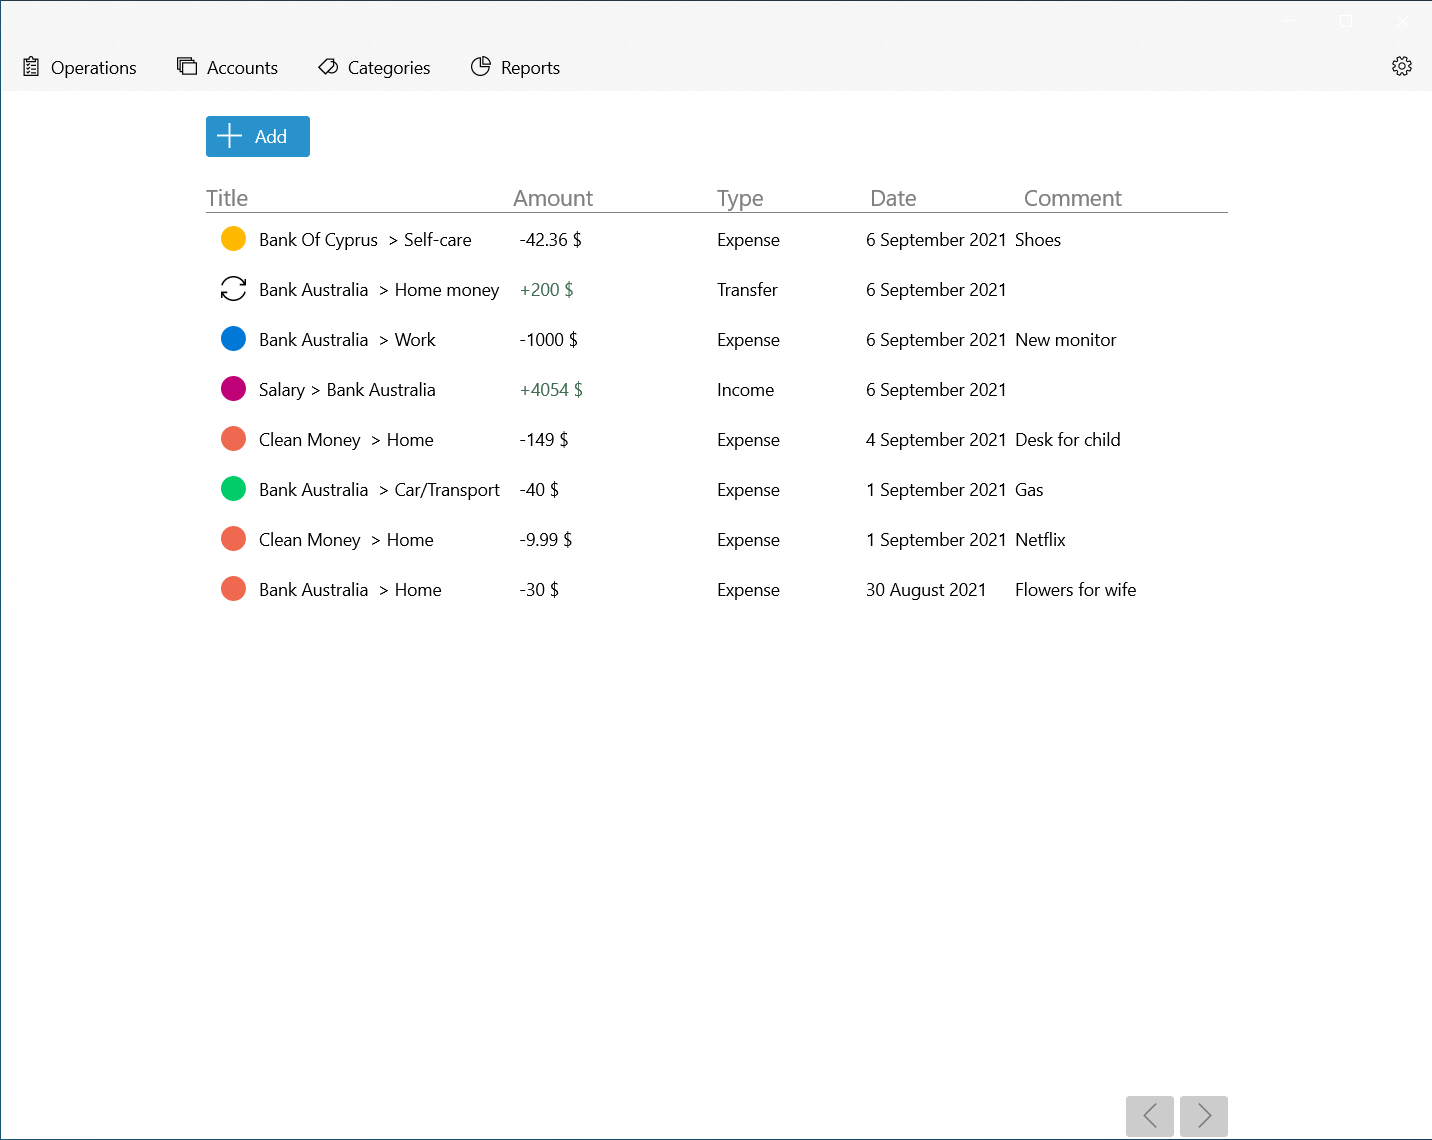 Operations Accounts Categories Reports
Add
Title Amount Type Date Comment
Bank Of Cyprus > Self-care -42.36 $ Expense 6 September 2021 Shoes
Bank Australia > Home money +200 $ Transfer 6 September 2021
Bank Australia > Work -1000 $ Expense 6 September 2021 New monitor
Salary > Bank Australia +4054 $ Income 6 September 2021
Clean Money > Home -149 $ Expense 4 September 2021 Desk for child
Bank Australia > Car/Transport -40 $ Expense 1 September 2021 Gas
Clean Money > Home -9.99 $ Expense 1 September 2021 Netflix
Bank Australia > Home -30 $ Expense 30 August 2021 Flowers for wife